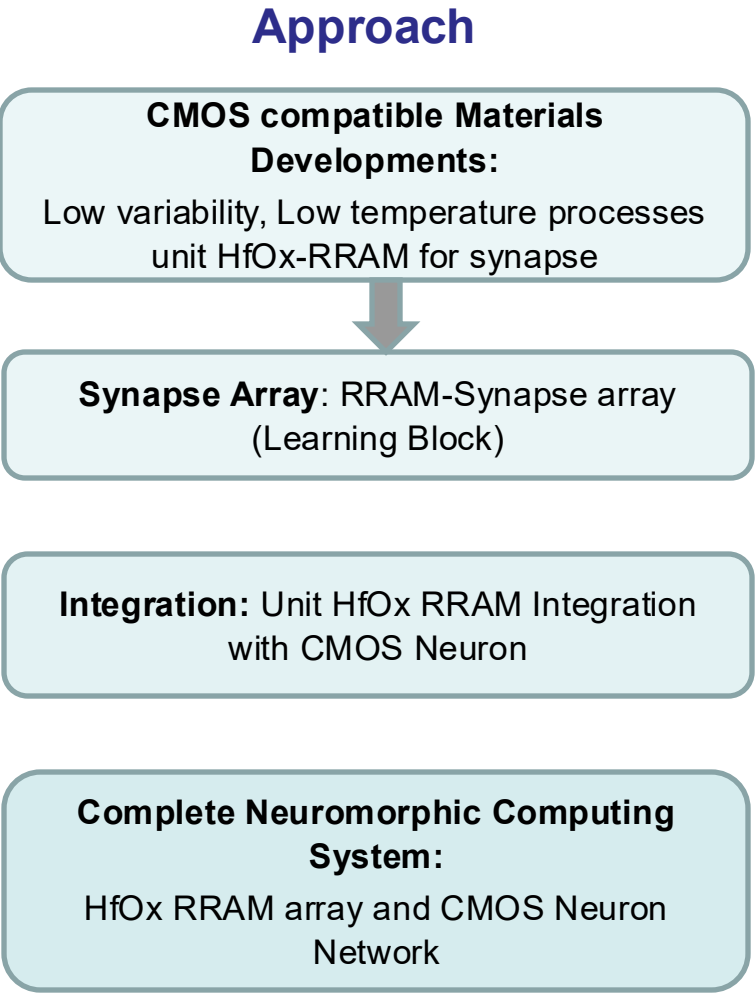 Approach
CMOS compatible Materials
Developments:
Low variability, Low temperature processes
unit HfOx-RRAM for synapse
Synapse Array: RRAM-Synapse array
(Learning Block)
Integration: Unit HfOx RRAM Integration
with CMOS Neuron
Complete Neuromorphic Computing
System:
HfOx RRAM array and CMOS Neuron
Network